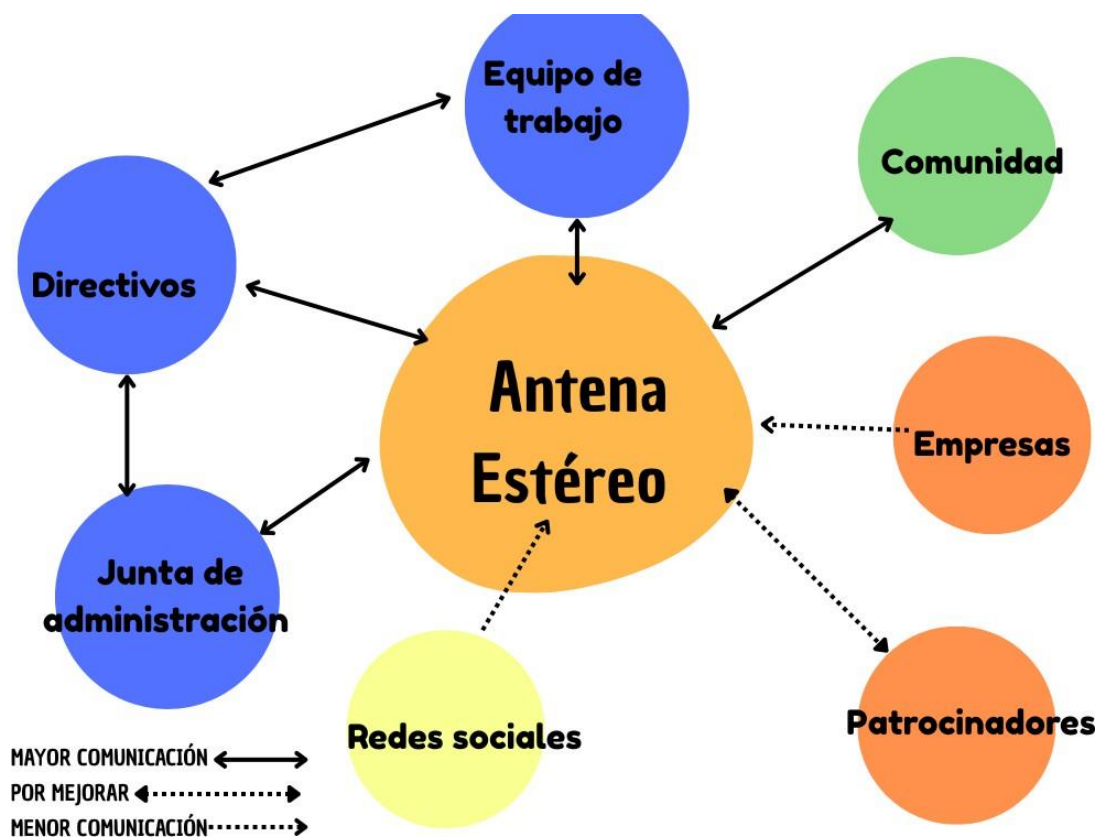 Equipo de
trabajo
Comunidad
Directivos
Antena
Estéreo
Empresas
Junta de
administración
Redes sociales
Patrocinadores
MAYOR COMUNICACIÓN
POR MEJORAR
MENOR COMUNICACIÓN